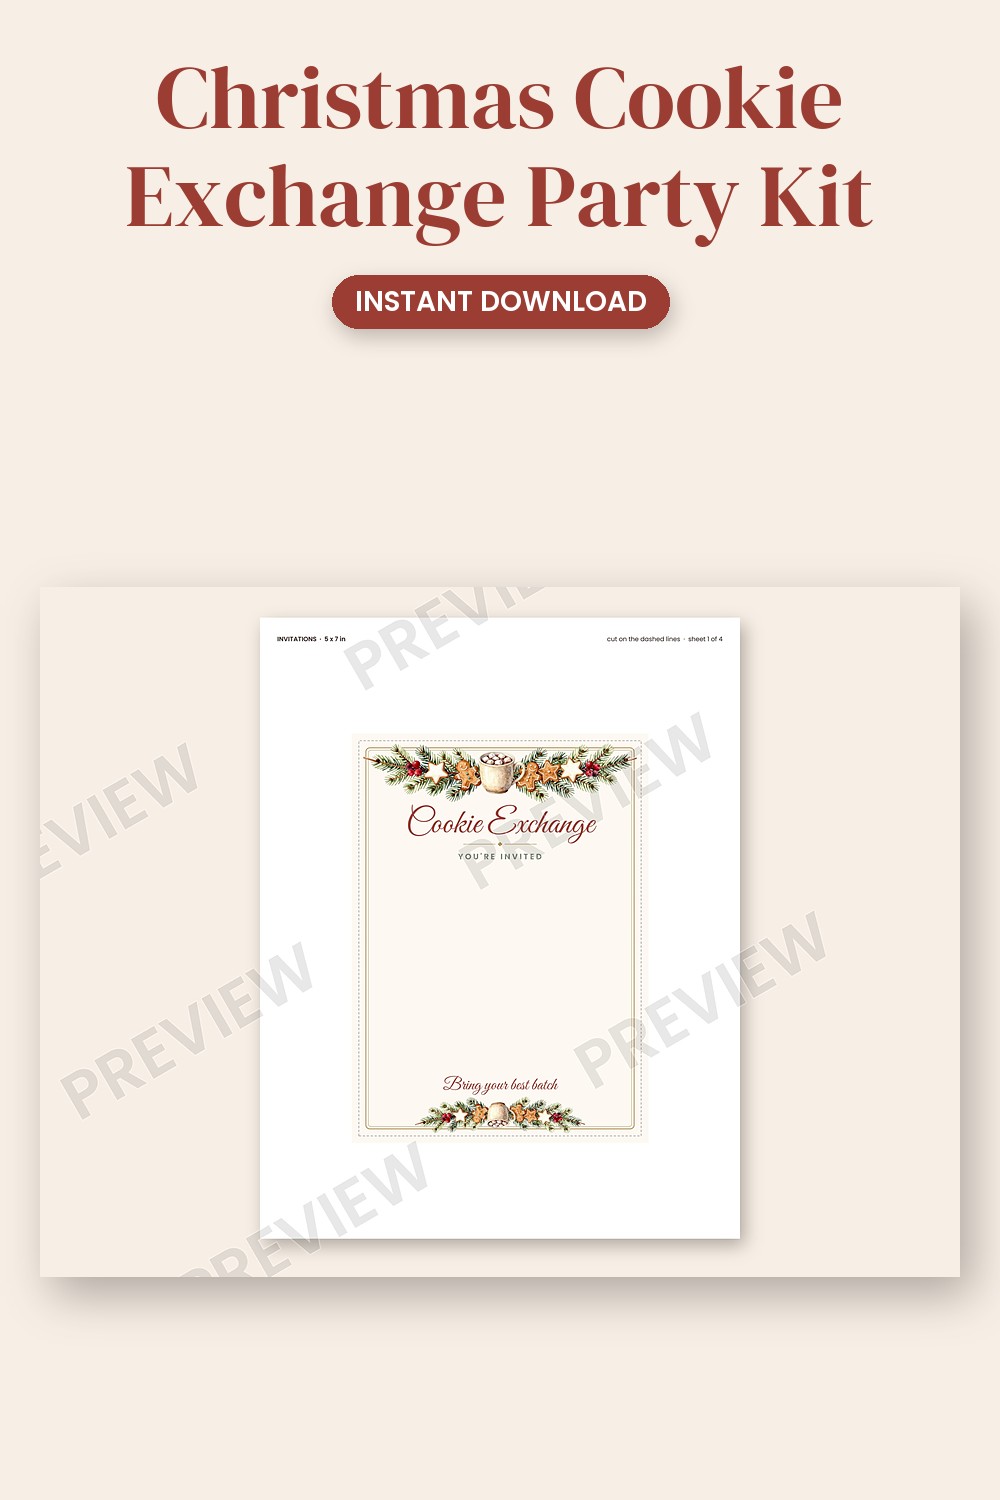 Christmas Cookie
Exchange Party Kit
INSTANT DOWNLOAD
PREVIEW
INVITATIONS · 5 x 7 in
cut on the dashed lines · sheet 1 of 4
PREVIEW
PREVIEW
Cookie Exchange
YOU'RE INVITED
PREVIEW
PREVIEW
Bring your best batch
PREVIEW